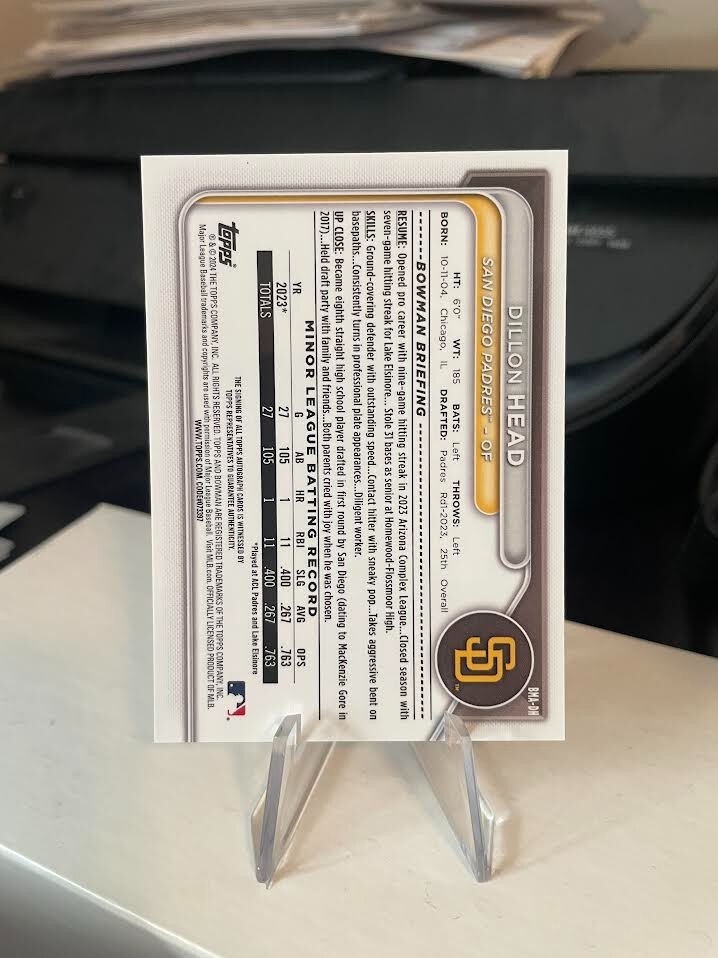 BMA-DH
DILLON HEAD
SAN DIEGO PADRES™ - OF
HT: 6'0" WT: 185 BATS: Left THROWS: Left
BORN: 10-11-04, Chicago, IL DRAFTED: Padres Rd1-2023, 25th Overall
SD™
BOWMAN BRIEFING
RESUME: Opened pro career with nine-game hitting streak in 2023 Arizona Complex League...Closed season with
seven-game hitting streak for Lake Elsinore... Stole 31 bases as senior at Homewood-Flossmoor High.
SKILLS: Ground-covering defender with outstanding speed...Contact hitter with sneaky pop...Takes aggressive bent on
basepaths...Consistently turns in professional plate appearances...Diligent worker.
UP CLOSE: Became eighth straight high school player drafted in first round by San Diego (dating to MacKenzie Gore in
2017)...Held draft party with family and friends...Both parents cried with joy when he was chosen.
MINOR LEAGUE BATTING RECORD
YR G AB HR RBI SLG AVG OPS
2023* 27 105 1 11 .400 .267 .763
TOTALS 27 105 1 11 .400 .267 .763
*Played at ACL Padres and Lake Elsinore
THE SIGNING OF ALL TOPPS AUTOGRAPH CARDS IS WITNESSED BY
TOPPS REPRESENTATIVES TO GUARANTEE AUTHENTICITY.
topps®
® & © 2024 THE TOPPS COMPANY, INC. ALL RIGHTS RESERVED. TOPPS AND BOWMAN ARE REGISTERED TRADEMARKS OF THE TOPPS COMPANY, INC.
Major League Baseball trademarks and copyrights are used with permission of Major League Baseball. Visit MLB.com. OFFICIALLY LICENSED PRODUCT OF MLB.
WWW.TOPPS.COM. CODE#073397